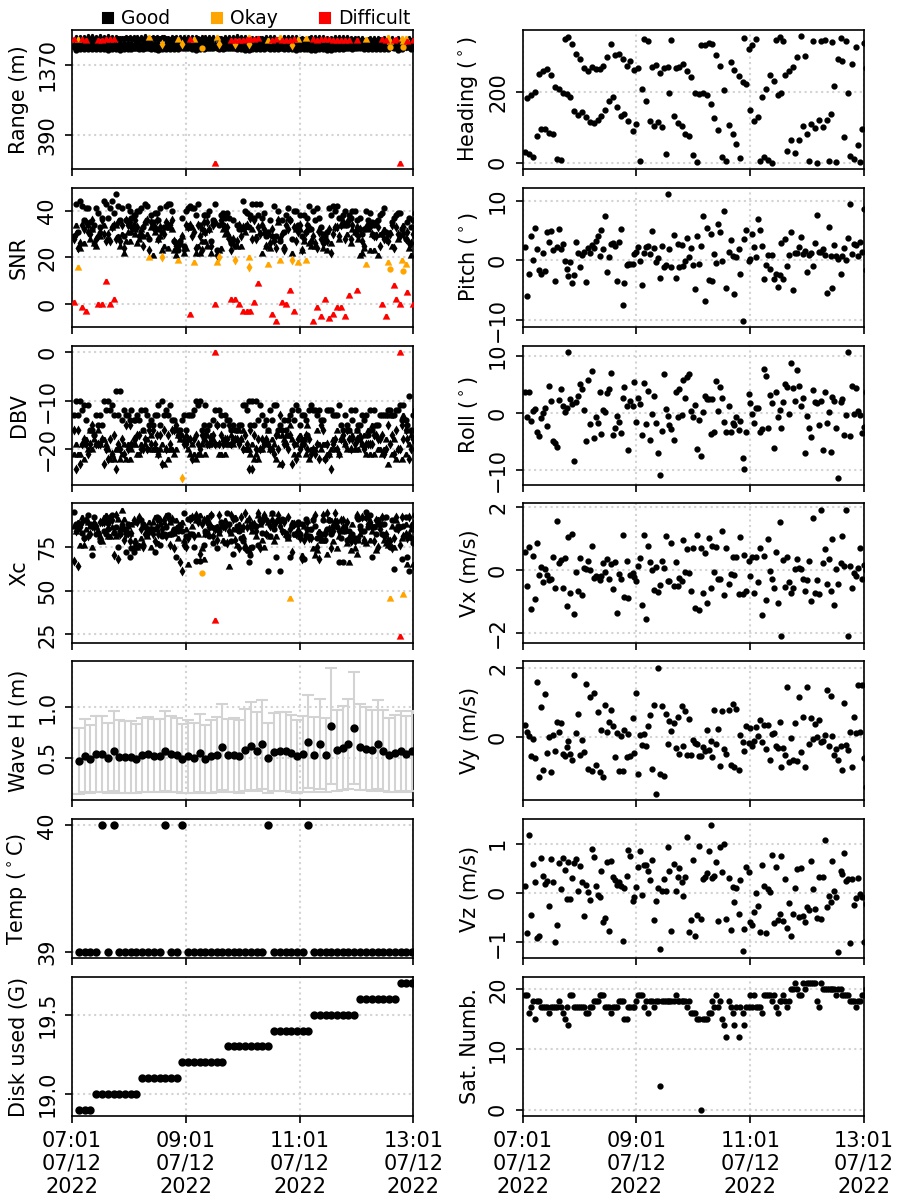 Good Okay Difficult
Range (m)
1370
390
Heading (°)
200
0
SNR
40
20
0
Pitch (°)
10
0
−10
DBV
0
−10
−20
Roll (°)
10
0
−10
Xc
75
50
25
Vx (m/s)
2
0
−2
Wave H (m)
1.0
0.5
Vy (m/s)
2
0
Temp (°C)
40
39
Vz (m/s)
1
0
−1
Disk used (G)
19.5
19.0
Sat. Numb.
20
10
0
07:01 09:01 11:01 13:01
07/12 07/12 07/12 07/12
2022 2022 2022 2022
07:01 09:01 11:01 13:01
07/12 07/12 07/12 07/12
2022 2022 2022 2022